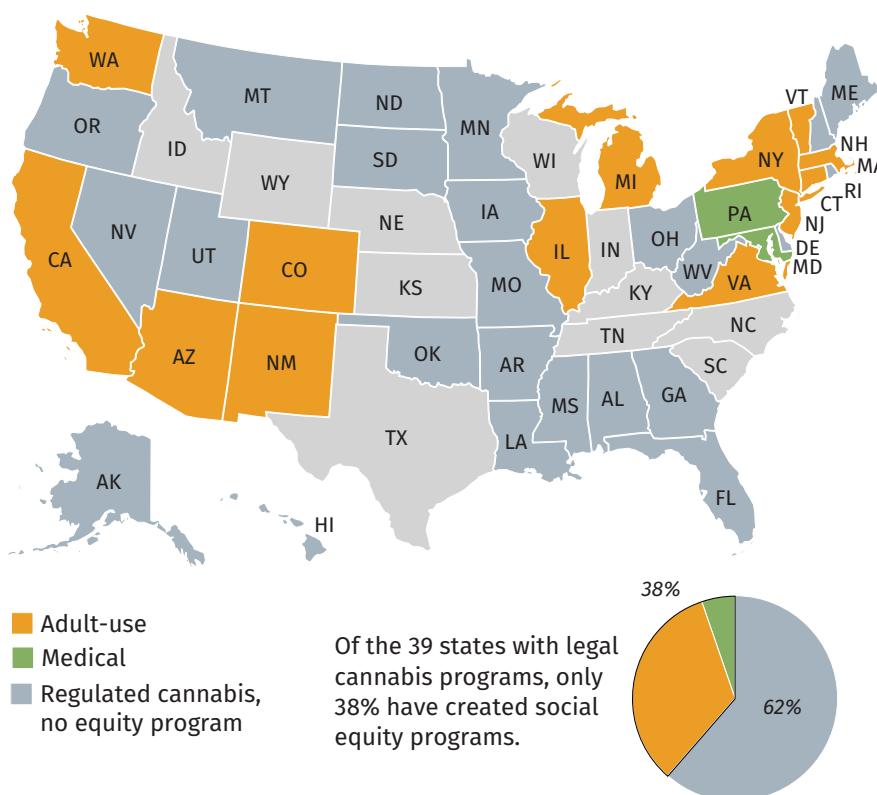 WA
MT
ND
MN
VT
ME
OR
ID
SD
WI
NY
NH
MA
WY
MI
RI
CT
NV
NE
IA
PA
NJ
CA
UT
CO
IL
IN
OH
DE
MD
KS
MO
WV
VA
KY
AZ
NM
OK
TN
NC
AR
SC
TX
MS
AL
GA
LA
AK
FL
HI
Adult-use
Medical
Regulated cannabis,
no equity program
Of the 39 states with legal
cannabis programs, only
38% have created social
equity programs.
38%
62%